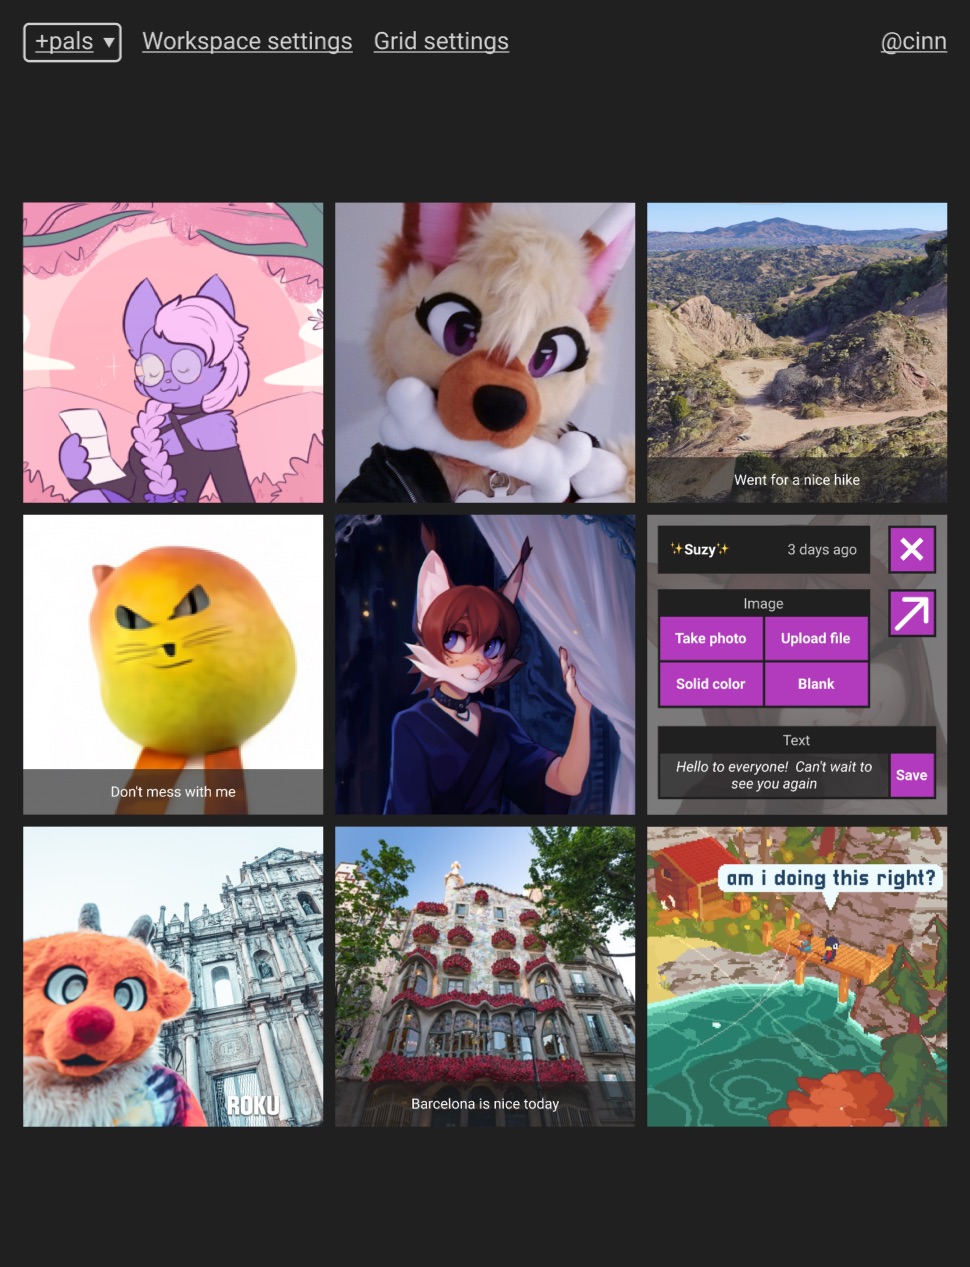 +pals ▼ Workspace settings Grid settings @cinn
Went for a nice hike
Don't mess with me
✨Suzy✨ 3 days ago
Image
Take photo Upload file
Solid color Blank
Text
Hello to everyone! Can't wait to
see you again
Save
ROKU
Barcelona is nice today
am i doing this right?